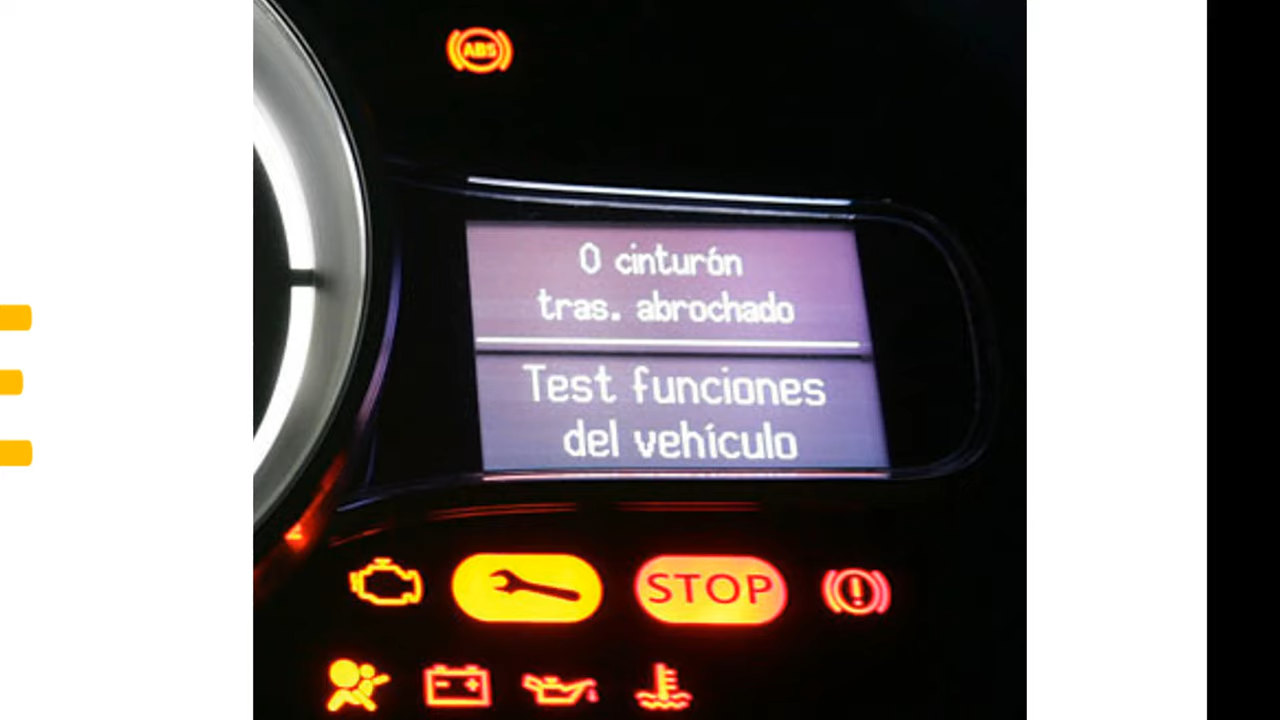 ABS
0 cinturón
tras. abrochado
Test funciones
del vehículo
STOP